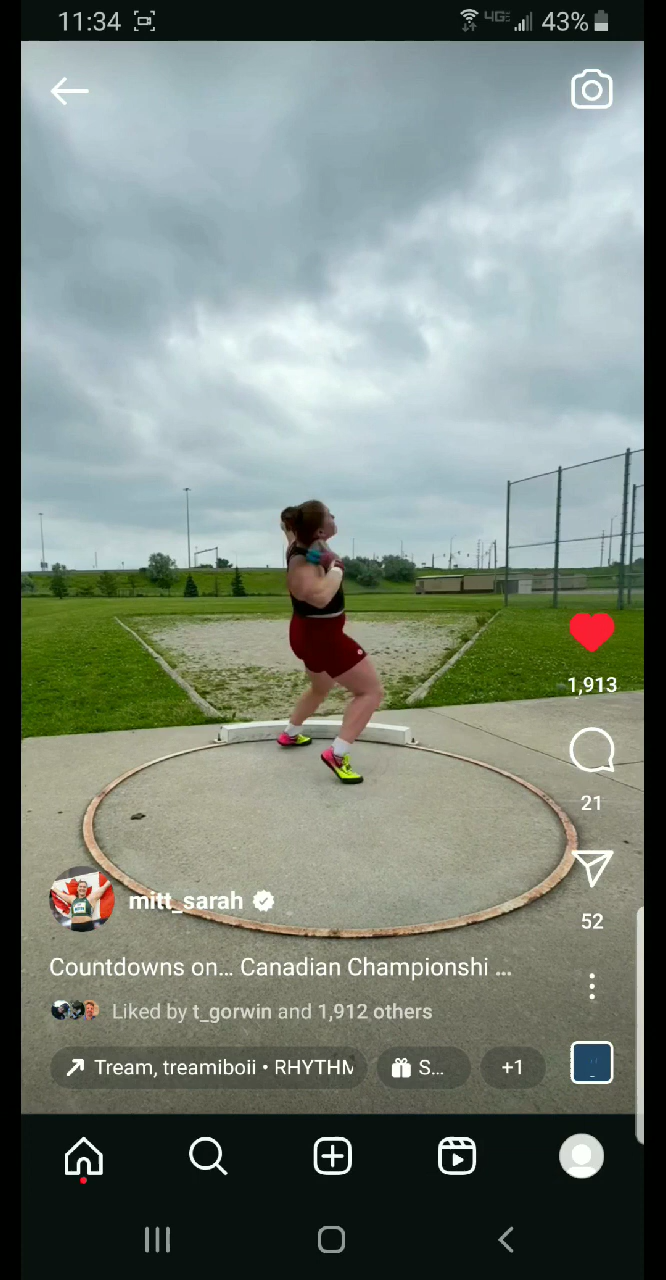 11:34
4GE 43%
1,913
21
52
mitt_sarah
Countdowns on... Canadian Championshi ...
Liked by t_gorwin and 1,912 others
Tream, treamiboii • RHYTHM
S...
+1